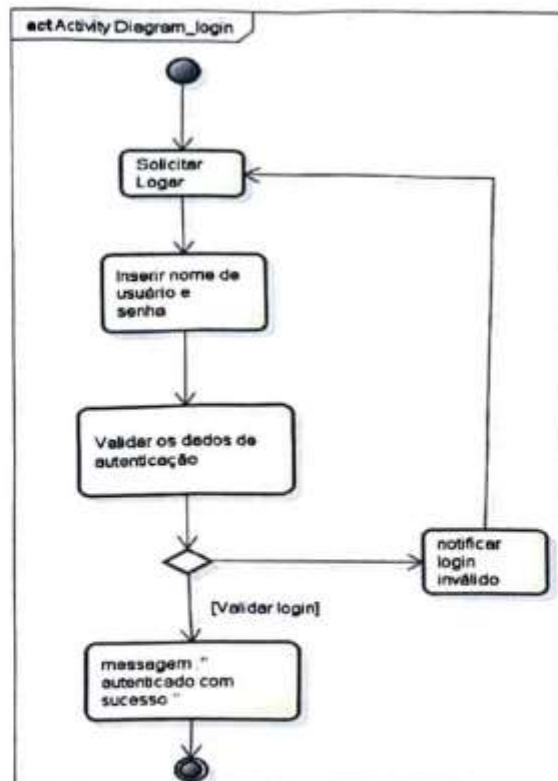 act Activity Diagram_login
Solicitar
Logar
Inserir nome de
usuário e
senha
Validar os dados de
autenticação
notificar
login
inválido
[Validar login]
messagem :"
autenticado com
sucesso "